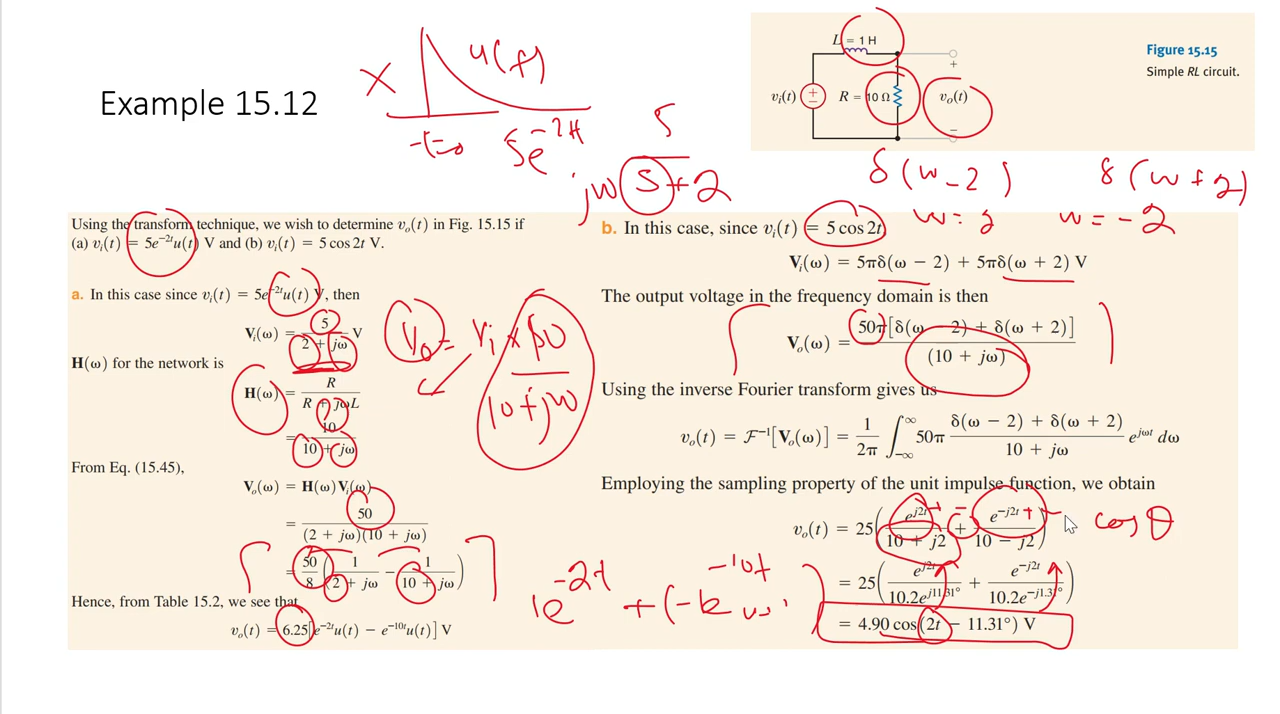 Example 15.12
u(t)
5e^-2t
5
jw S+2
L = 1 H
+
v_i(t)
R = 10 Ω
v_o(t)
−
Figure 15.15
Simple RL circuit.
δ(w-2)
δ(w+2)
w=2
w=-2
Using the transform technique, we wish to determine v_o(t) in Fig. 15.15 if
(a) v_i(t) = 5e^−2t u(t) V and (b) v_i(t) = 5 cos 2t V.
a. In this case since v_i(t) = 5e^−2t u(t) V, then
V_i(ω) = 5 / (2 + jω) V
H(ω) for the network is
H(ω) = R / (R + jωL)
= 10 / (10 + jω)
From Eq. (15.45),
V_o(ω) = H(ω)V_i(ω)
= 50 / ((2 + jω)(10 + jω))
= 50/8 (1/(2 + jω) − 1/(10 + jω))
Hence, from Table 15.2, we see that
v_o(t) = 6.25[e^−2t u(t) − e^−10t u(t)] V
V_o = V_i × 50 / (10+jw)
1e^-2t
-10t
b. In this case, since v_i(t) = 5 cos 2t,
V_i(ω) = 5πδ(ω − 2) + 5πδ(ω + 2) V
The output voltage in the frequency domain is then
V_o(ω) = 50π[δ(ω − 2) + δ(ω + 2)] / (10 + jω)
Using the inverse Fourier transform gives us
v_o(t) = F^−1[V_o(ω)] = 1/2π ∫_−∞^∞ 50π (δ(ω − 2) + δ(ω + 2)) / (10 + jω) e^jωt dω
Employing the sampling property of the unit impulse function, we obtain
v_o(t) = 25(e^j2t / (10 + j2) + e^−j2t / (10 − j2))
cos θ
= 25(e^j2t / 10.2e^j11.31° + e^−j2t / 10.2e^−j1.31°)
= 4.90 cos(2t − 11.31°) V